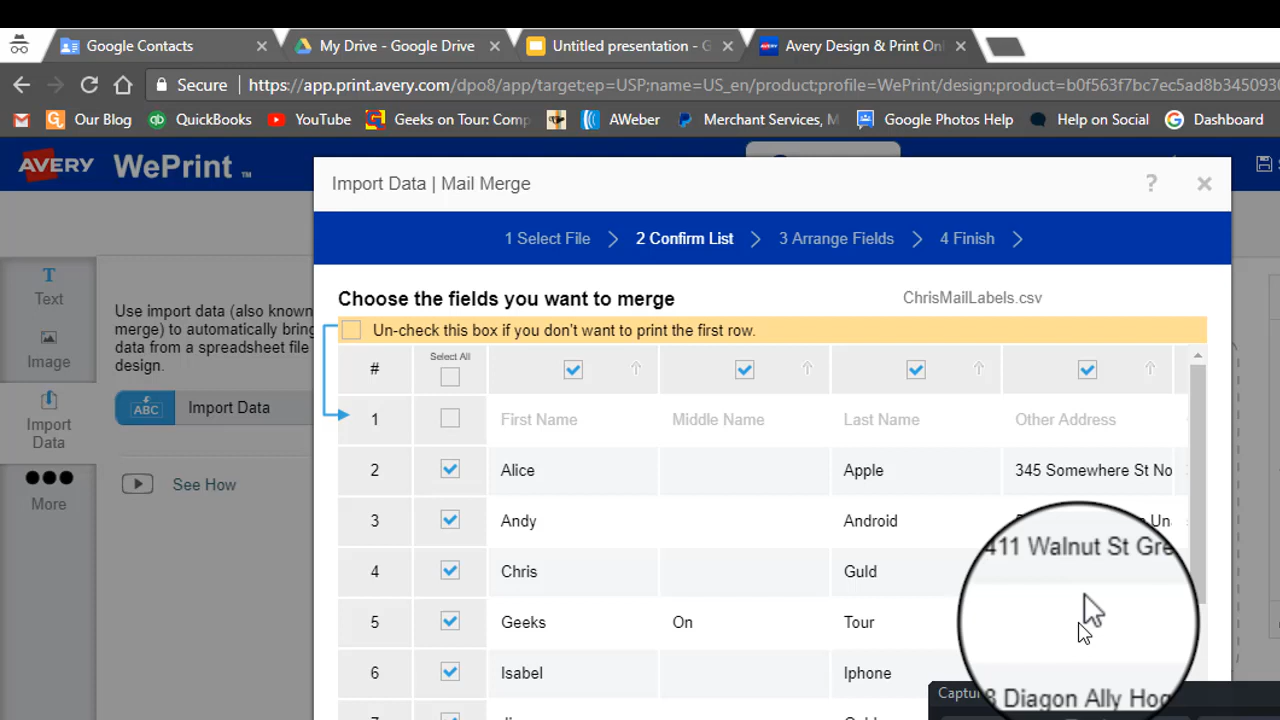 Google Contacts
My Drive - Google Drive
Untitled presentation - G
Avery Design & Print Onl
Secure https://app.print.avery.com/dpo8/app/target;ep=USP;name=US_en/product;profile=WePrint/design;product=b0f563f7bc7ec5ad8b3450930
Our Blog QuickBooks YouTube Geeks on Tour: Comp AWeber Merchant Services, M Google Photos Help Help on Social Dashboard
AVERY WePrint ™
Import Data | Mail Merge ?
1 Select File 2 Confirm List 3 Arrange Fields 4 Finish
T
Text
Image
Import
Data
More
Use import data (also known
merge) to automatically bring
data from a spreadsheet file
design.
ABC Import Data
See How
Choose the fields you want to merge ChrisMailLabels.csv
Un-check this box if you don't want to print the first row.
# Select All
1 First Name Middle Name Last Name Other Address
2 Alice Apple 345 Somewhere St No
3 Andy Android Un
4 Chris Guld 411 Walnut St Gre
5 Geeks On Tour
6 Isabel Iphone 3 Diagon Ally Hog
Captur